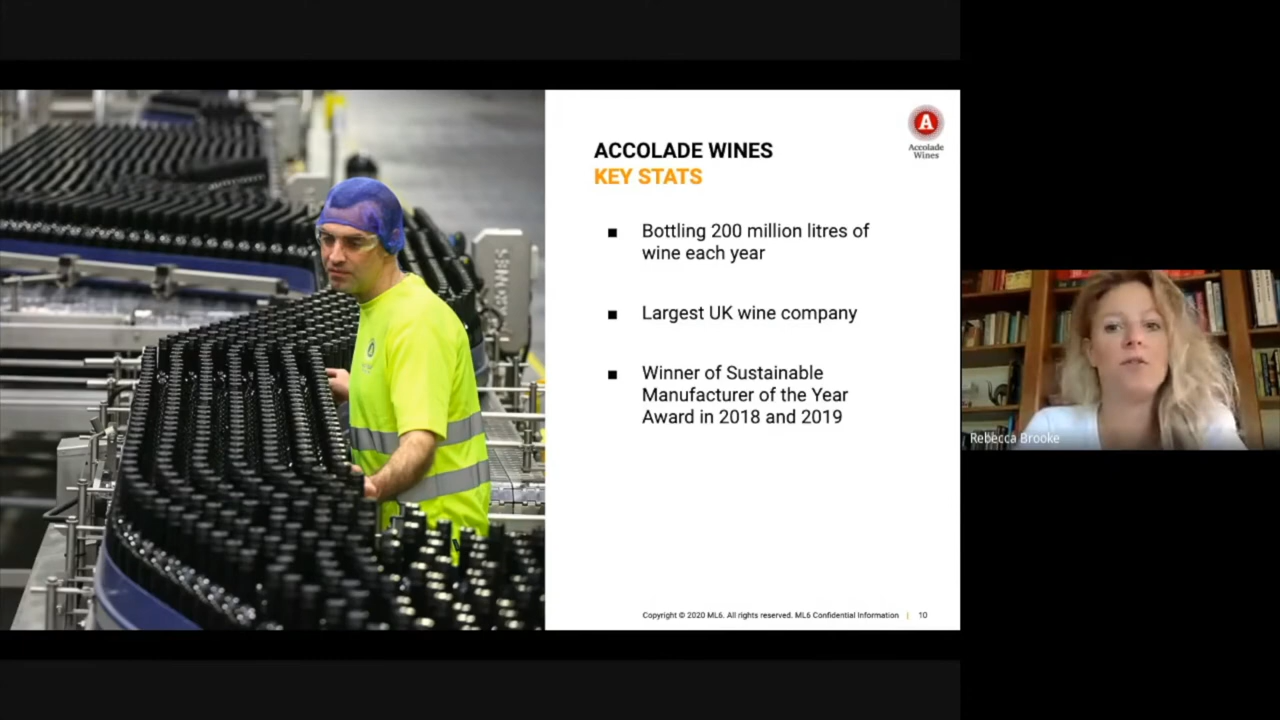 ACCOLADE WINES
KEY STATS
A
Accolade
Wines
■ Bottling 200 million litres of
wine each year
■ Largest UK wine company
■ Winner of Sustainable
Manufacturer of the Year
Award in 2018 and 2019
KRONES
Rebecca Brooke
Copyright © 2020 ML6. All rights reserved. ML6 Confidential Information | 10